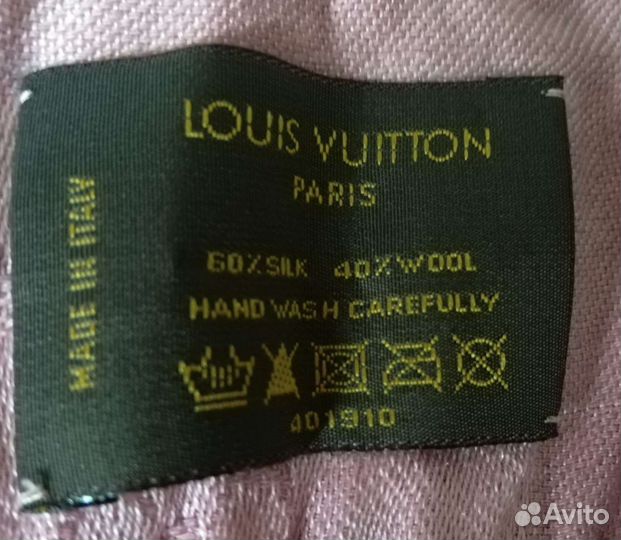 LOUIS VUITTON
PARIS
MADE IN ITALY
60% SILK 40% WOOL
HAND WASH CAREFULLY
401910
Avito